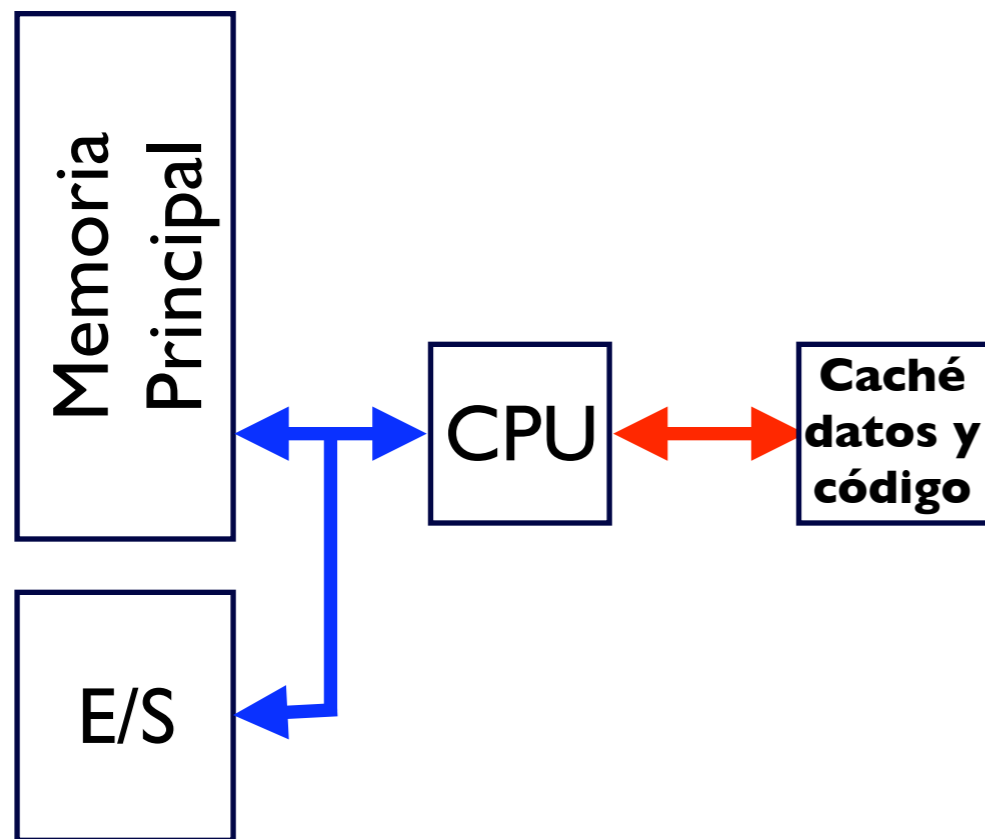 Memoria
Principal
CPU
Caché
datos y
código
E/S